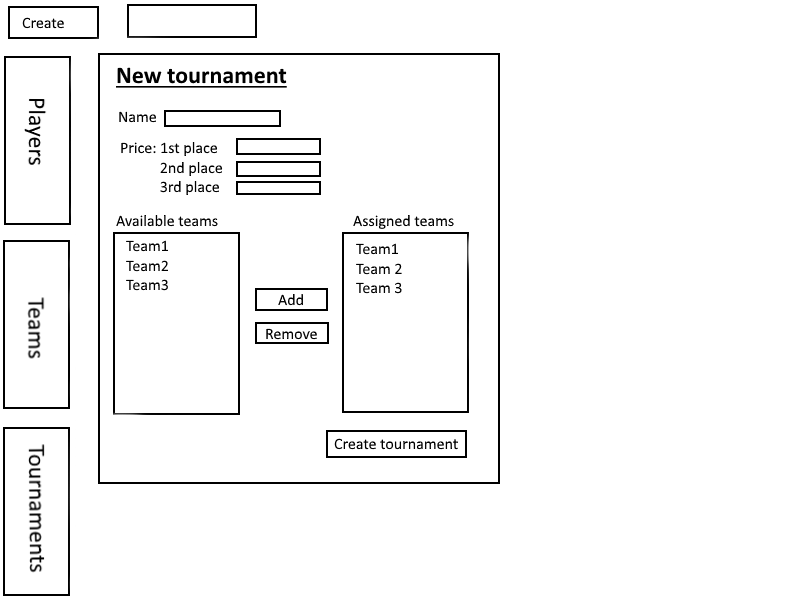 Create
Players
Teams
Tournaments
New tournament
Name
Price: 1st place
2nd place
3rd place
Available teams
Team1
Team2
Team3
Add
Remove
Assigned teams
Team1
Team 2
Team 3
Create tournament